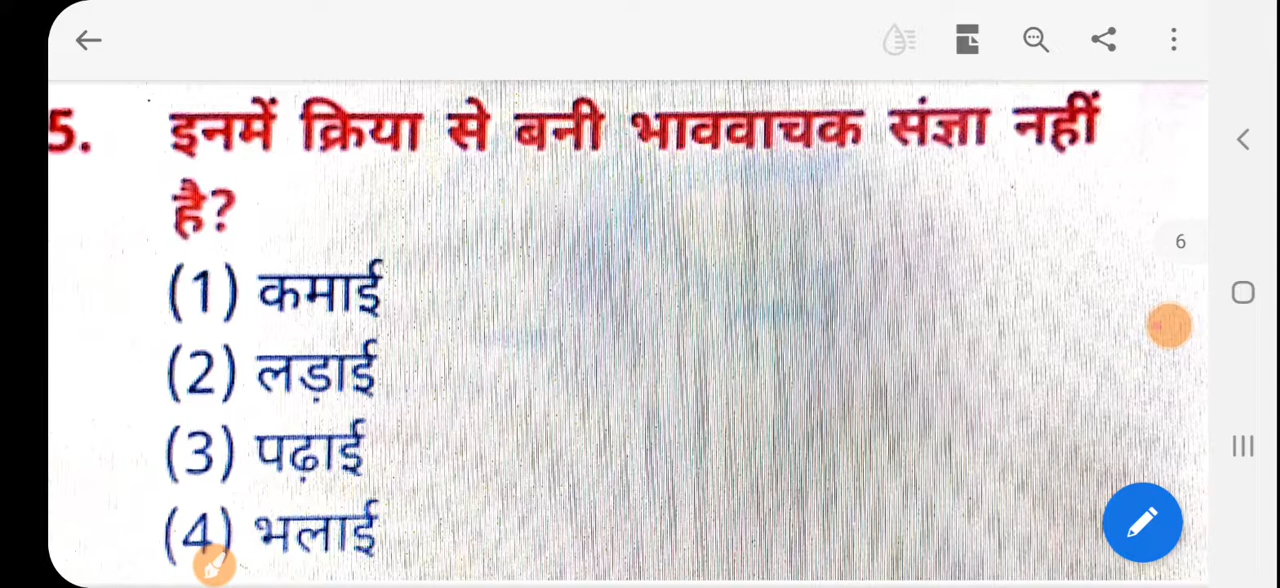 5. इनमें क्रिया से बनी भाववाचक संज्ञा नहीं
है?
6
(1) कमाई
(2) लड़ाई
(3) पढ़ाई
(4) भलाई